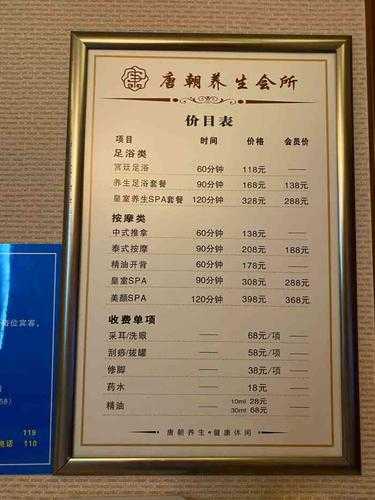 唐朝养生会所
价目表
项目 时间 价格 会员价
足浴类
宫廷足浴 60分钟 118元
养生足浴套餐 90分钟 168元 138元
皇室养生SPA套餐 120分钟 328元 288元
按摩类
中式推拿 60分钟 138元 ——
泰式按摩 90分钟 208元 188元
精油开背 60分钟 178元 ——
皇室SPA 90分钟 308元 288元
美颜SPA 120分钟 398元 368元
收费单项
采耳/洗眼 —— 68元/项
刮痧/拔罐 —— 58元/项
修脚 —— 38元/项
药水 —— 18元
精油 —— 10ml 28元
30ml 68元
唐朝养生·健康休闲
各位宾客,
58)
119
电话 110